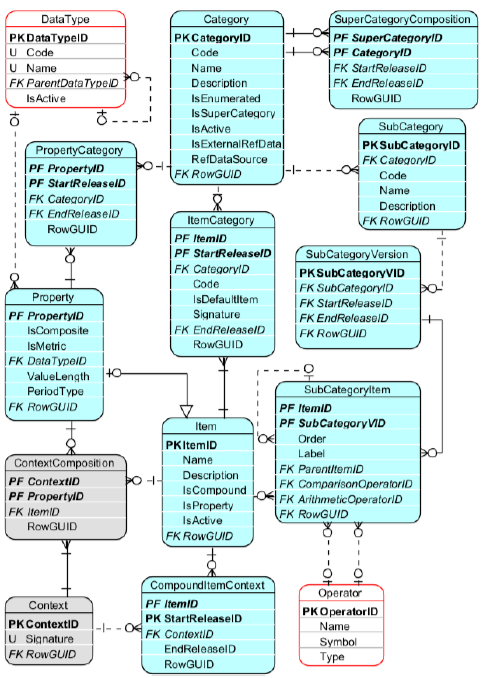 DataType
PK DataTypeID
U Code
U Name
FK ParentDataTypeID
IsActive
Category
PK CategoryID
Code
Name
Description
IsEnumerated
IsSuperCategory
IsActive
IsExternalRefData
RefDataSource
FK RowGUID
SuperCategoryComposition
PF SuperCategoryID
PF CategoryID
FK StartReleaseID
FK EndReleaseID
RowGUID
PropertyCategory
PF PropertyID
PF StartReleaseID
FK CategoryID
FK EndReleaseID
RowGUID
SubCategory
PK SubCategoryID
FK CategoryID
Code
Name
Description
FK RowGUID
ItemCategory
PF ItemID
PF StartReleaseID
FK CategoryID
Code
IsDefaultItem
Signature
FK EndReleaseID
RowGUID
SubCategoryVersion
PK SubCategoryVID
FK SubCategoryID
FK StartReleaseID
FK EndReleaseID
FK RowGUID
Property
PF PropertyID
IsComposite
IsMetric
FK DataTypeID
ValueLength
PeriodType
FK RowGUID
SubCategoryItem
PF ItemID
PF SubCategoryVID
Order
Label
FK ParentItemID
FK ComparisonOperatorID
FK ArithmeticOperatorID
FK RowGUID
Item
PK ItemID
Name
Description
IsCompound
IsProperty
IsActive
FK RowGUID
ContextComposition
PF ContextID
PF PropertyID
FK ItemID
RowGUID
Context
PK ContextID
U Signature
FK RowGUID
CompoundItemContext
PF ItemID
PK StartReleaseID
FK ContextID
EndReleaseID
RowGUID
Operator
PK OperatorID
Name
Symbol
Type